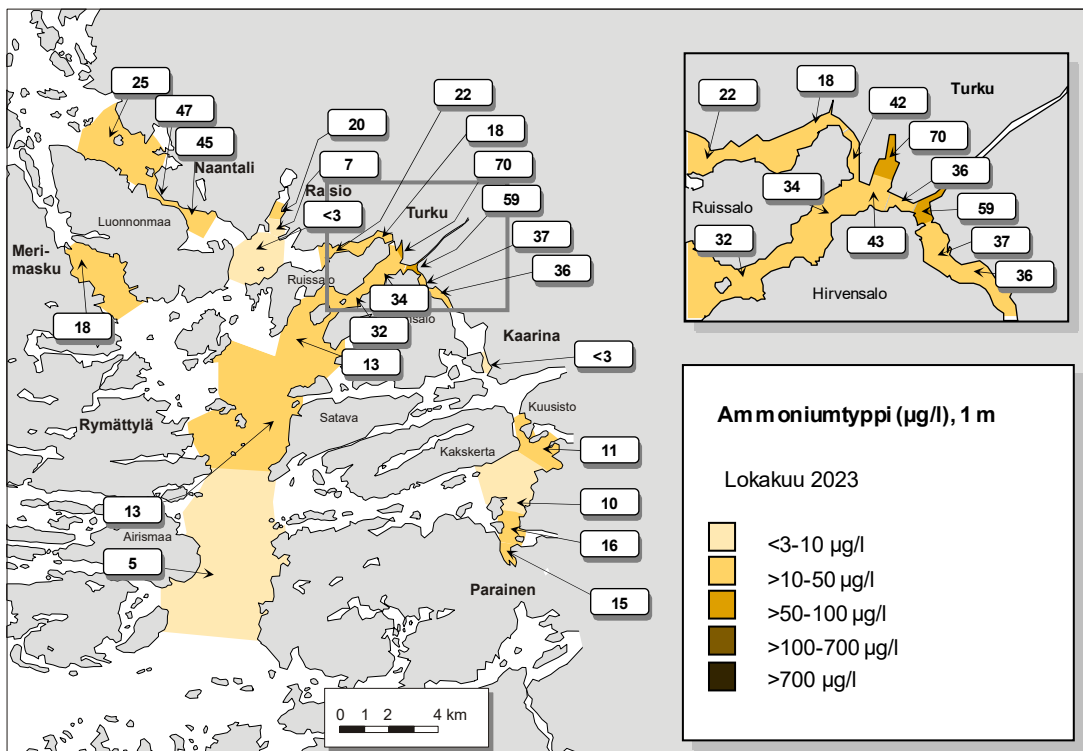 25
47
45
Naantali
20
7
Raisio
<3
22
18
70
Turku
59
37
36
Luonnonmaa
Meri-
masku
Ruissalo
34
32
18
13
Kaarina
<3
Rymättylä
Satava
Kuusisto
Kakskerta
11
10
13
Airismaa
5
16
Parainen
15
0 1 2 4 km
18
Turku
22
42
70
36
34
Ruissalo
59
32
43
37
36
Hirvensalo
Ammoniumtyppi (µg/l), 1 m
Lokakuu 2023
<3-10 µg/l
>10-50 µg/l
>50-100 µg/l
>100-700 µg/l
>700 µg/l